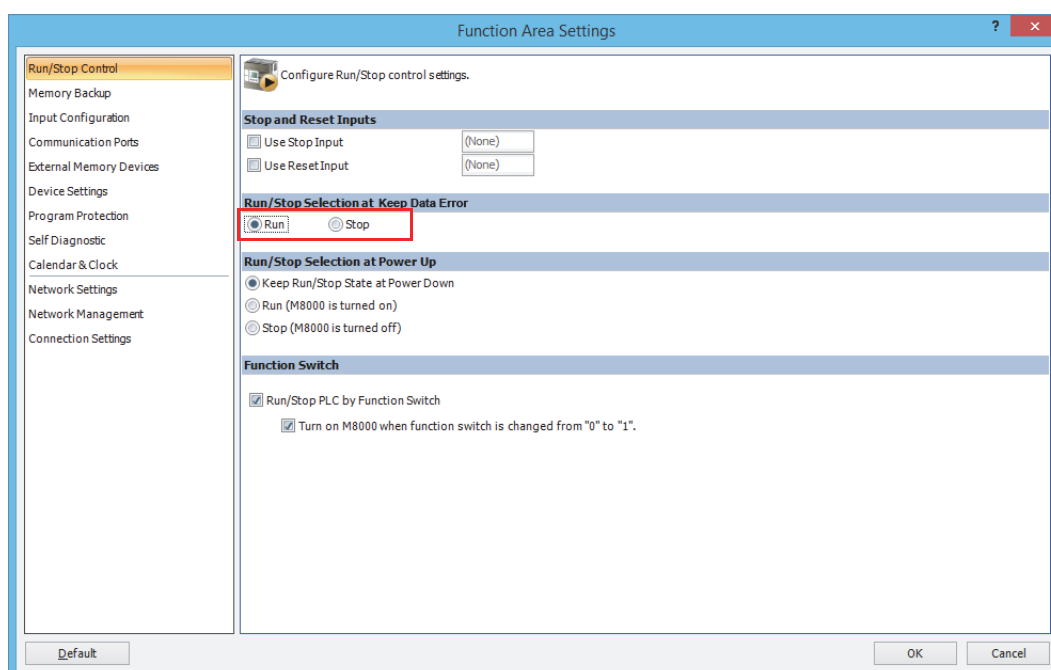 Function Area Settings
?
Run/Stop Control
Memory Backup
Input Configuration
Communication Ports
External Memory Devices
Device Settings
Program Protection
Self Diagnostic
Calendar & Clock
Network Settings
Network Management
Connection Settings
Configure Run/Stop control settings.
Stop and Reset Inputs
Use Stop Input (None)
Use Reset Input (None)
Run/Stop Selection at Keep Data Error
Run Stop
Run/Stop Selection at Power Up
Keep Run/Stop State at Power Down
Run (M8000 is turned on)
Stop (M8000 is turned off)
Function Switch
Run/Stop PLC by Function Switch
Turn on M8000 when function switch is changed from "0" to "1".
Default OK Cancel